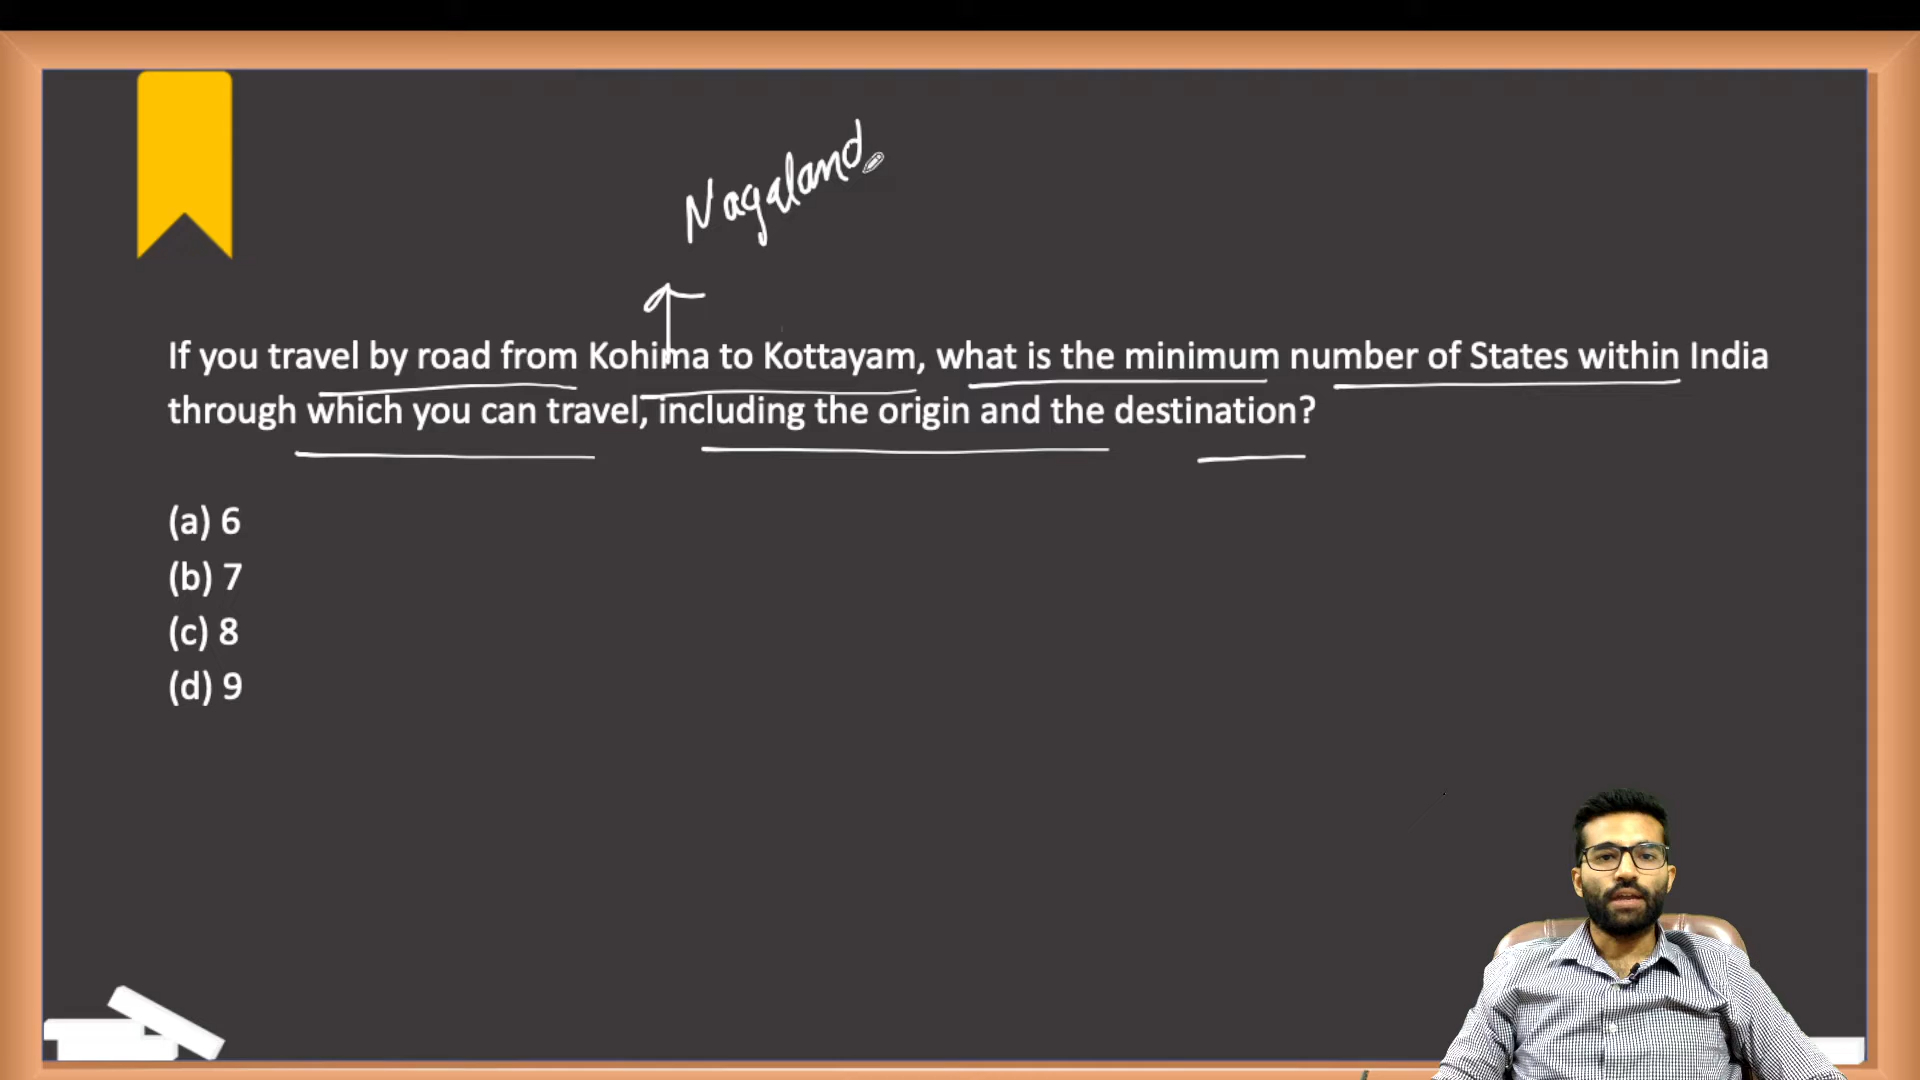 Nagaland
If you travel by road from Kohima to Kottayam, what is the minimum number of States within India
through which you can travel, including the origin and the destination?
(a) 6
(b) 7
(c) 8
(d) 9